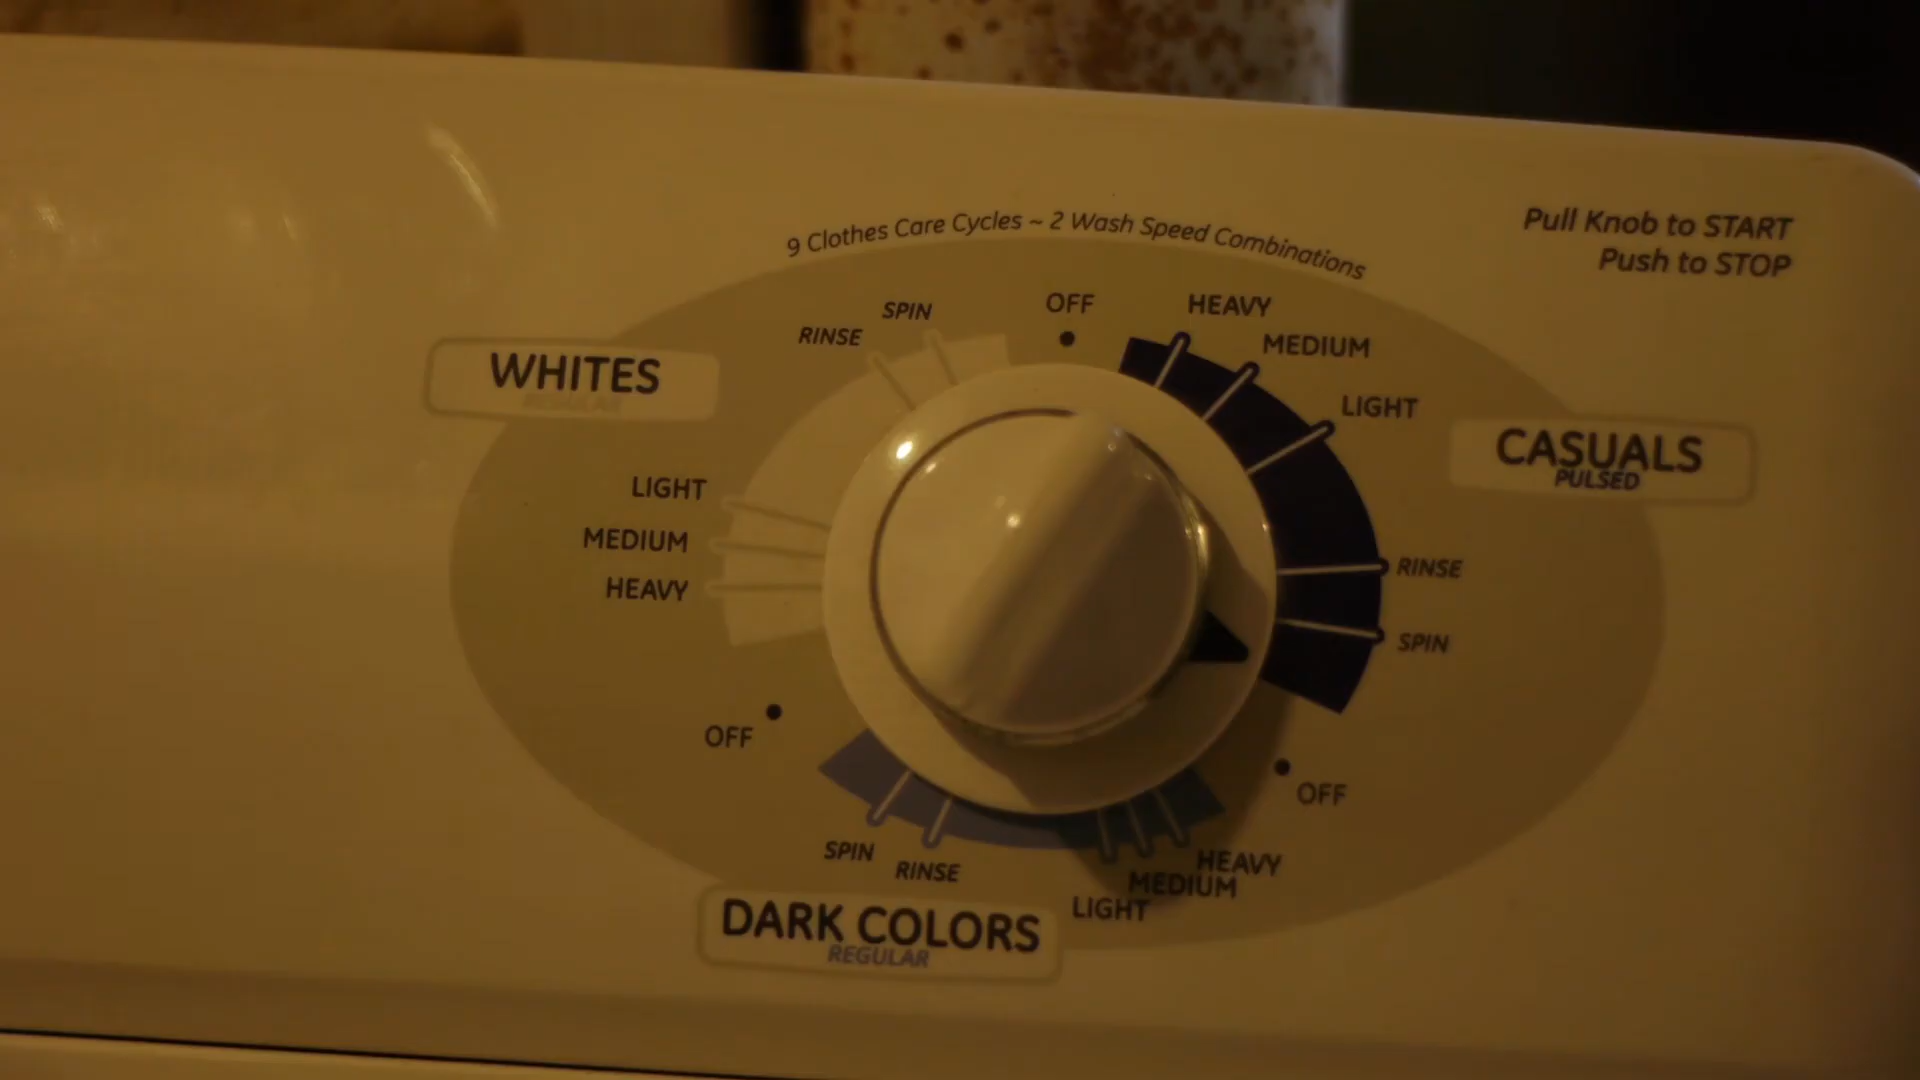 Pull Knob to START
Push to STOP
9 Clothes Care Cycles ~ 2 Wash Speed Combinations
OFF
HEAVY
MEDIUM
LIGHT
CASUALS
PULSED
RINSE
SPIN
OFF
HEAVY
MEDIUM
LIGHT
DARK COLORS
REGULAR
RINSE
SPIN
OFF
HEAVY
MEDIUM
LIGHT
WHITES
REGULAR
RINSE
SPIN